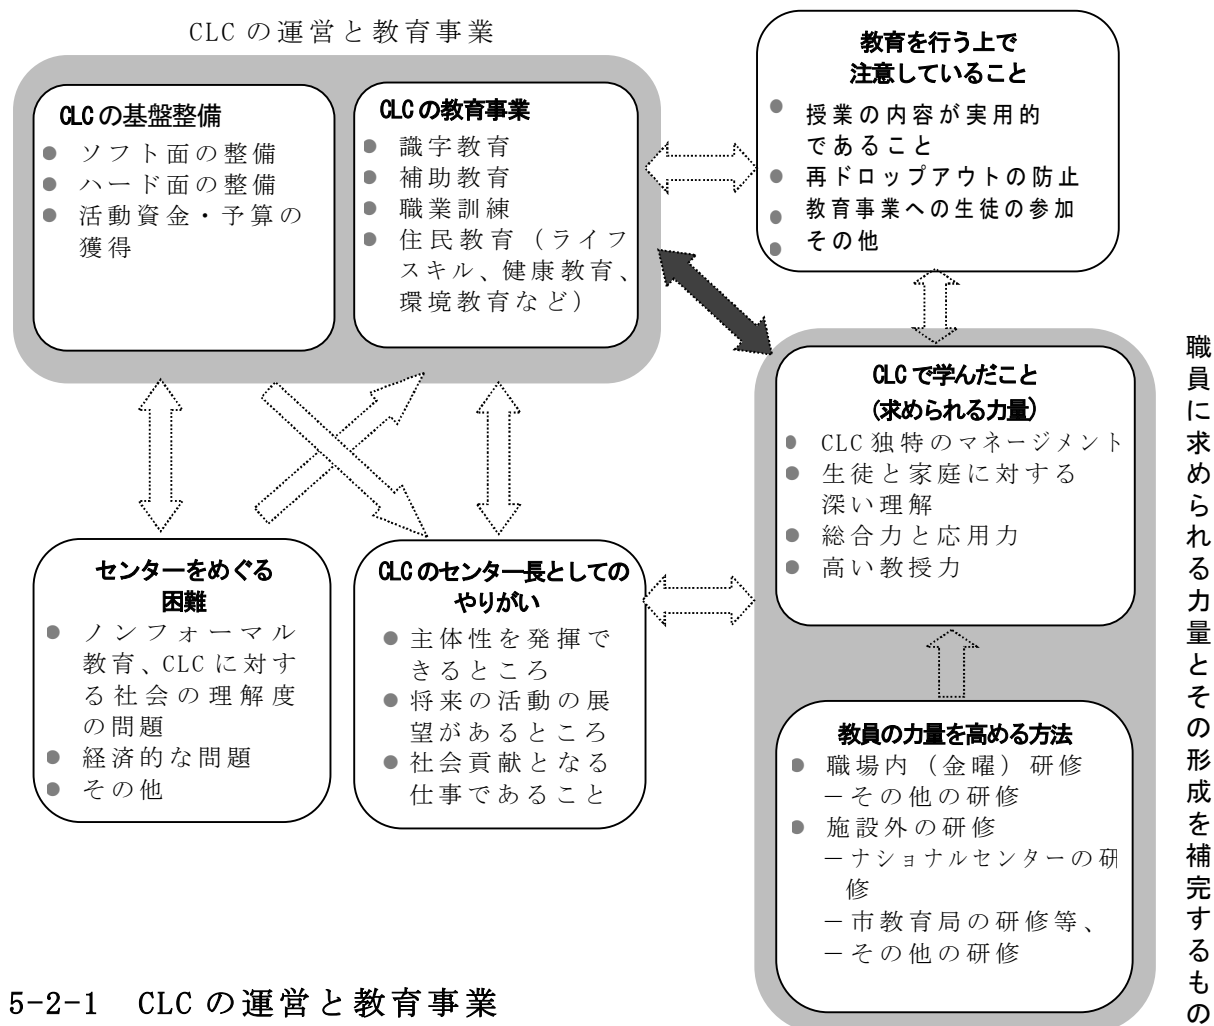 CLC の運営と教育事業
CLC の基盤整備
● ソフト面の整備
● ハード面の整備
● 活動資金・予算の
獲得
CLC の教育事業
● 識字教育
● 補助教育
● 職業訓練
● 住民教育（ライフ
スキル、健康教育、
環境教育など）
教育を行う上で
注意していること
● 授業の内容が実用的
であること
● 再ドロップアウトの防止
● 教育事業への生徒の参加
● その他
CLC で学んだこと
(求められる力量)
● CLC 独特のマネージメント
● 生徒と家庭に対する
深い理解
● 総合力と応用力
● 高い教授力
センターをめぐる
困難
● ノンフォーマル
教育、CLC に対す
る社会の理解度
の問題
● 経済的な問題
● その他
CLC のセンター長としての
やりがい
● 主体性を発揮で
きるところ
● 将来の活動の展
望があるところ
● 社会貢献となる
仕事であること
教員の力量を高める方法
● 職場内（金曜）研修
－その他の研修
● 施設外の研修
－ナショナルセンターの研
修
－市教育局の研修等、
－その他の研修
職員に求められる力量とその形成を補完するもの
5-2-1 CLC の運営と教育事業